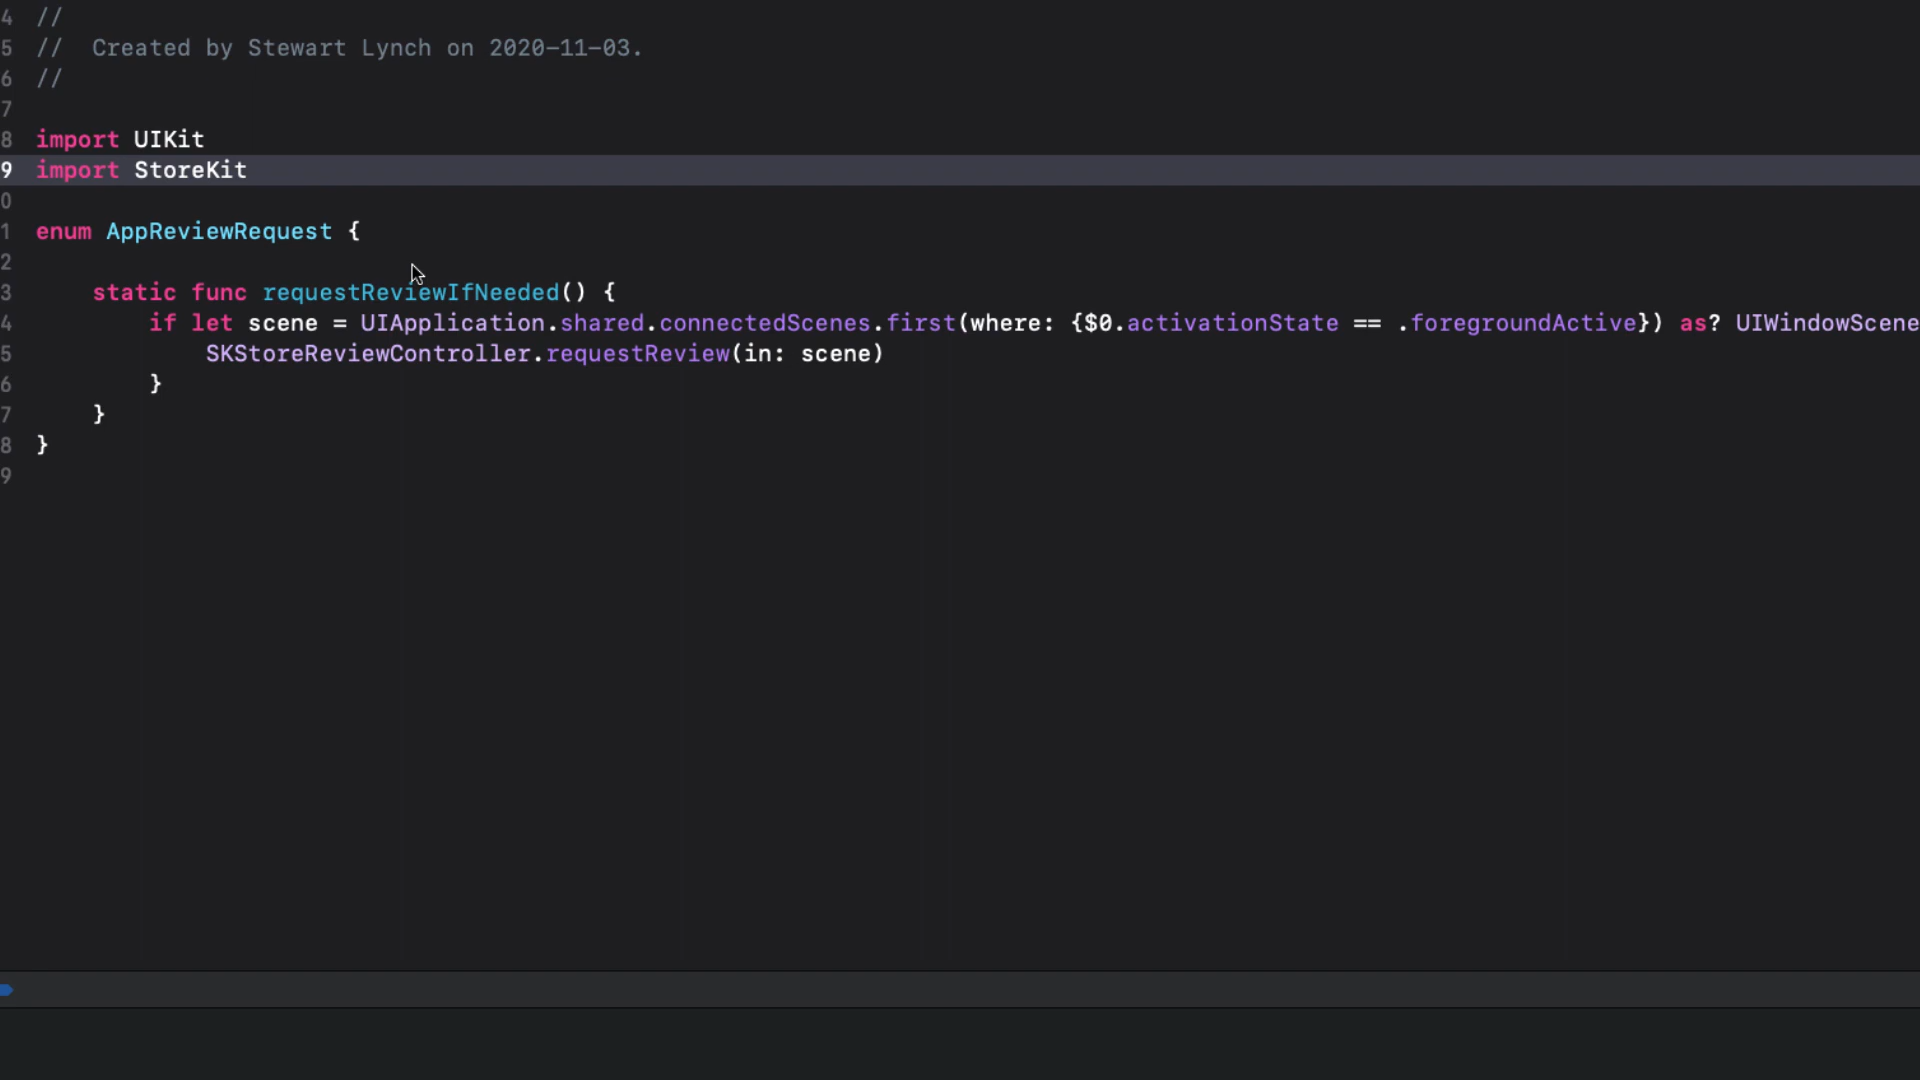 4 //
5 //  Created by Stewart Lynch on 2020-11-03.
6 //
7
8 import UIKit
9 import StoreKit
0
1 enum AppReviewRequest {
2
3     static func requestReviewIfNeeded() {
4         if let scene = UIApplication.shared.connectedScenes.first(where: {$0.activationState == .foregroundActive}) as? UIWindowScene
5             SKStoreReviewController.requestReview(in: scene)
6         }
7     }
8 }
9